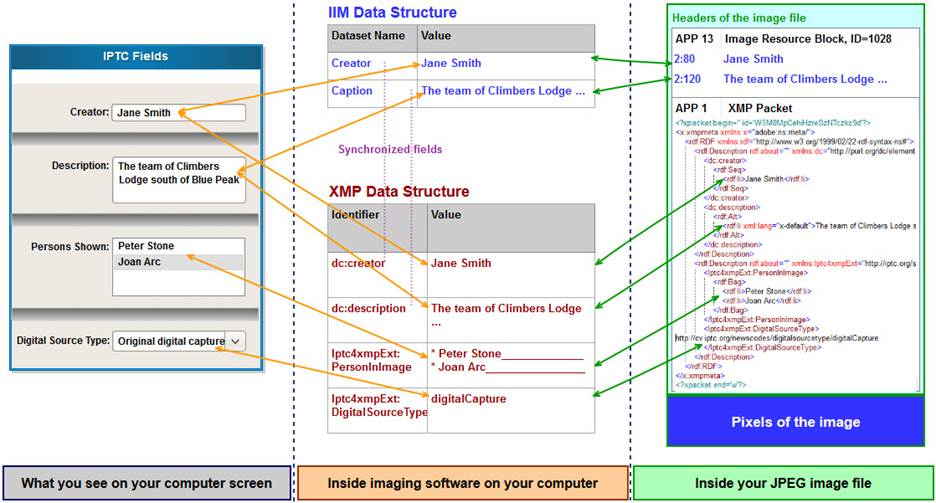 IPTC Fields
Creator: Jane Smith
Description: The team of Climbers
Lodge south of Blue Peak
Persons Shown: Peter Stone
Joan Arc
Digital Source Type: Original digital capture
What you see on your computer screen
IIM Data Structure
Dataset Name Value
Creator Jane Smith
Caption The team of Climbers Lodge ...
Synchronized fields
XMP Data Structure
Identifier Value
dc:creator Jane Smith
dc:description The team of Climbers Lodge
...
Iptc4xmpExt: * Peter Stone
PersonInImage * Joan Arc
Iptc4xmpExt: digitalCapture
DigitalSourceType
Inside imaging software on your computer
Headers of the image file
APP 13 Image Resource Block, ID=1028
2:80 Jane Smith
2:120 The team of Climbers Lodge ...
APP 1 XMP Packet
<?xpacket begin='' id='W5M0MpCehiHzreSzNTczkc9d'?>
<x:xmpmeta xmlns:x="adobe:ns:meta/">
<rdf:RDF xmlns:rdf="http://www.w3.org/1999/02/22-rdf-syntax-ns#">
<rdf:Description rdf:about="" xmlns:dc="http://purl.org/dc/element
<dc:creator>
<rdf:Seq>
<rdf:li>Jane Smith</rdf:li>
</rdf:Seq>
</dc:creator>
<dc:description>
<rdf:Alt>
<rdf:li xml:lang="x-default">The team of Climbers Lodge s
</rdf:Alt>
</dc:description>
</rdf:Description>
<rdf:Description rdf:about="" xmlns:Iptc4xmpExt="http://iptc.org/s
<Iptc4xmpExt:PersonInImage>
<rdf:Bag>
<rdf:li>Peter Stone</rdf:li>
<rdf:li>Joan Arc</rdf:li>
</rdf:Bag>
</Iptc4xmpExt:PersonInImage>
<Iptc4xmpExt:DigitalSourceType>
http://cv.iptc.org/newscodes/digitalsourcetype/digitalCapture
</Iptc4xmpExt:DigitalSourceType>
</rdf:Description>
</rdf:RDF>
</x:xmpmeta>
<?xpacket end='w'?>
Pixels of the image
Inside your JPEG image file